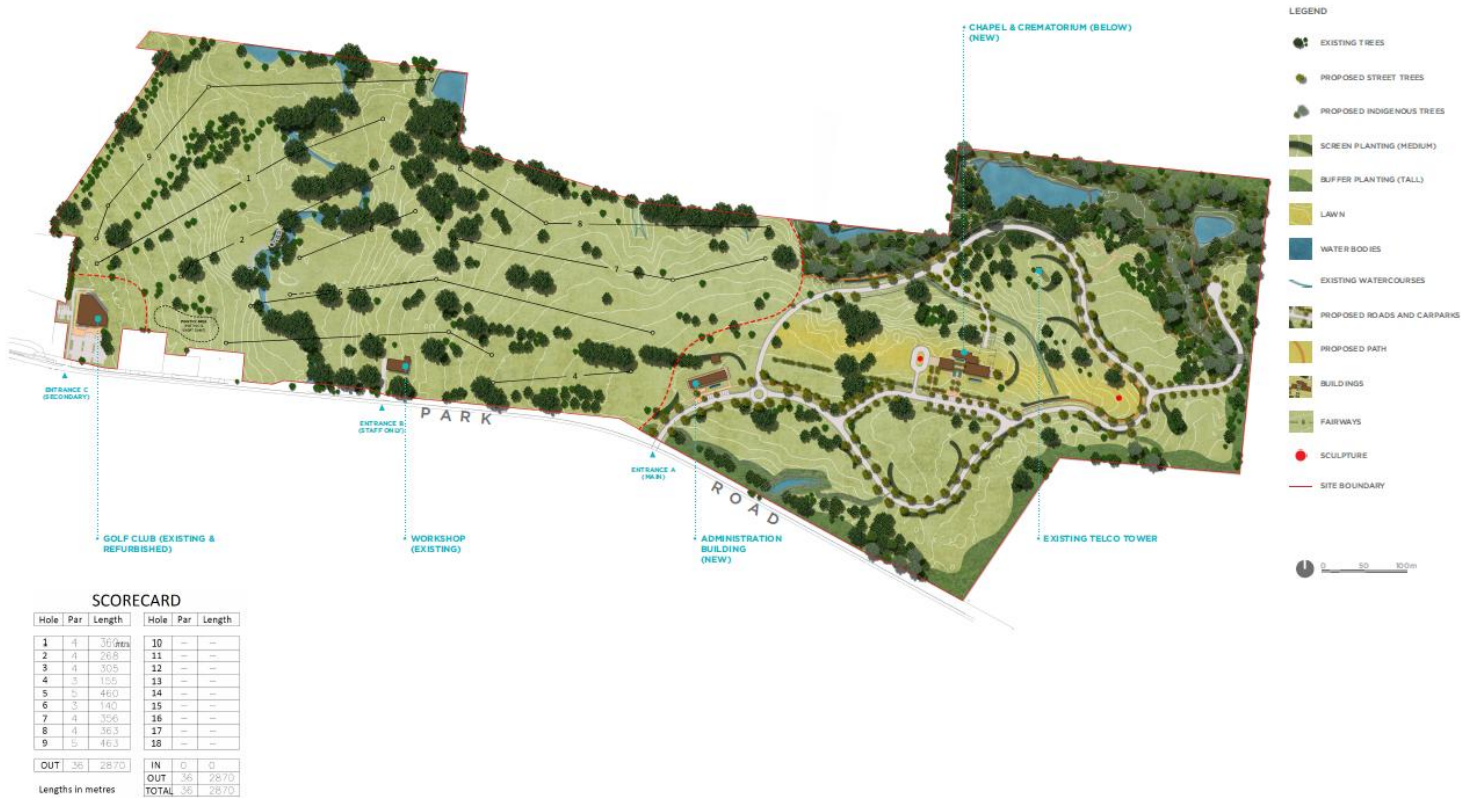 LEGEND
EXISTING TREES
PROPOSED STREET TREES
PROPOSED INDIGENOUS TREES
SCREEN PLANTING (MEDIUM)
BUFFER PLANTING (TALL)
LAWN
WATER BODIES
EXISTING WATERCOURSES
PROPOSED ROADS AND CARPARKS
PROPOSED PATH
BUILDINGS
FAIRWAYS
SCULPTURE
SITE BOUNDARY
0 50 100m
CHAPEL & CREMATORIUM (BELOW)
(NEW)
9
1
2
8
7
4
ENTRANCE C
(SECONDARY)
ENTRANCE B
(STAFF ONLY)
ENTRANCE A
(MAIN)
PARK
ROAD
GOLF CLUB (EXISTING &
REFURBISHED)
WORKSHOP
(EXISTING)
ADMINISTRATION
BUILDING
(NEW)
EXISTING TELCO TOWER
SCORECARD
Hole Par Length
1 4 360 mtrs
2 4 268
3 4 305
4 3 155
5 5 460
6 3 140
7 4 356
8 4 363
9 5 463
OUT 36 2870
Lengths in metres
Hole Par Length
10 – –
11 – –
12 – –
13 – –
14 – –
15 – –
16 – –
17 – –
18 – –
IN 0 0
OUT 36 2870
TOTAL 36 2870